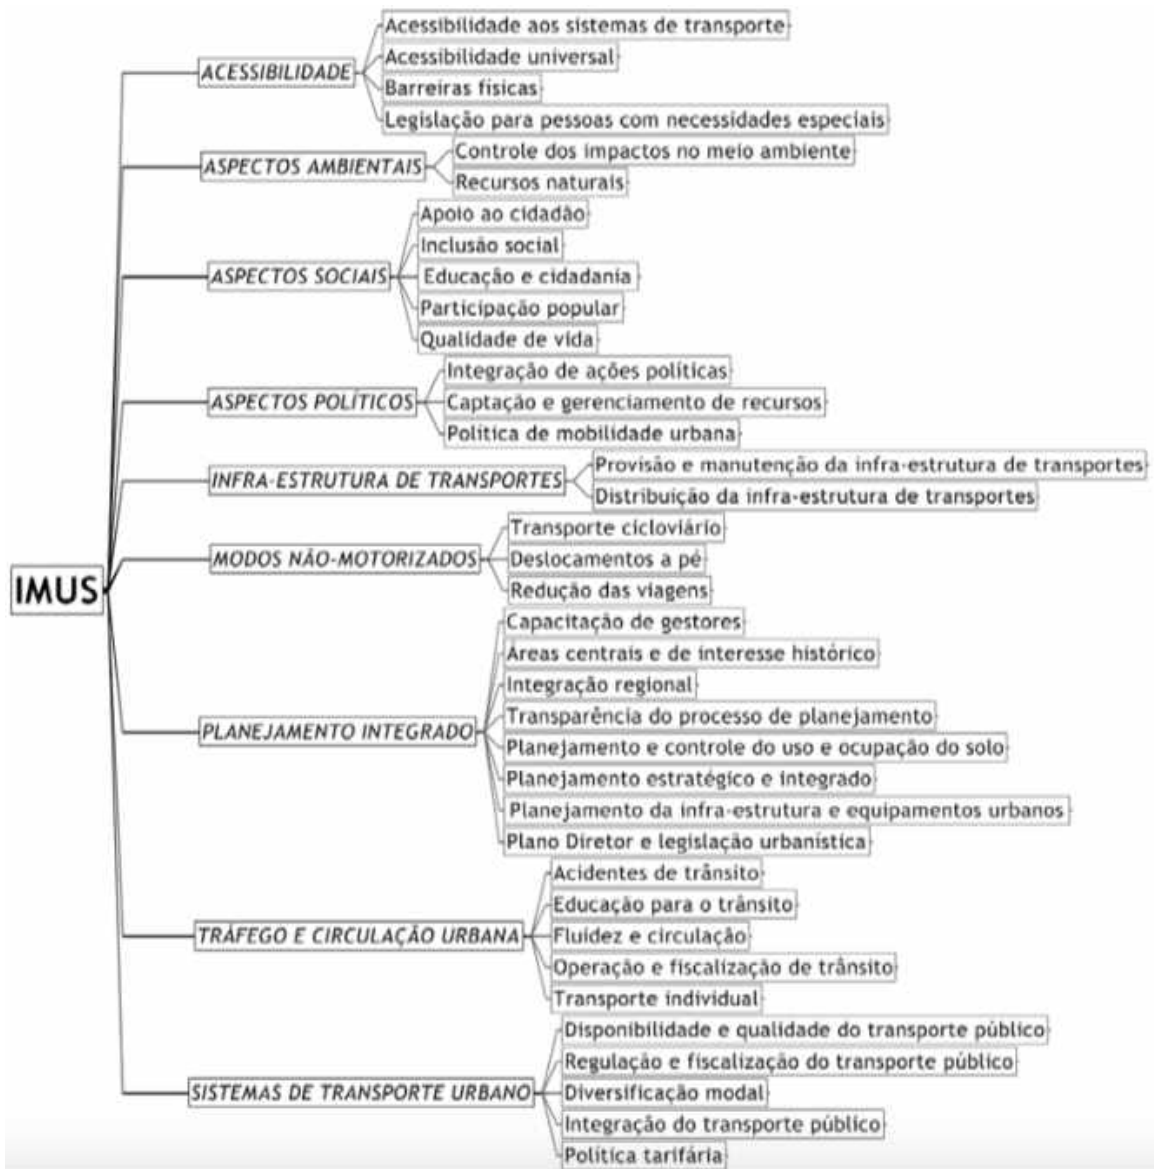 IMUS
ACESSIBILIDADE
Acessibilidade aos sistemas de transporte
Acessibilidade universal
Barreiras físicas
Legislação para pessoas com necessidades especiais
ASPECTOS AMBIENTAIS
Controle dos impactos no meio ambiente
Recursos naturais
ASPECTOS SOCIAIS
Apoio ao cidadão
Inclusão social
Educação e cidadania
Participação popular
Qualidade de vida
ASPECTOS POLÍTICOS
Integração de ações políticas
Captação e gerenciamento de recursos
Política de mobilidade urbana
INFRA-ESTRUTURA DE TRANSPORTES
Provisão e manutenção da infra-estrutura de transportes
Distribuição da infra-estrutura de transportes
MODOS NÃO-MOTORIZADOS
Transporte cicloviário
Deslocamentos a pé
Redução das viagens
PLANEJAMENTO INTEGRADO
Capacitação de gestores
Áreas centrais e de interesse histórico
Integração regional
Transparência do processo de planejamento
Planejamento e controle do uso e ocupação do solo
Planejamento estratégico e integrado
Planejamento da infra-estrutura e equipamentos urbanos
Plano Diretor e legislação urbanística
TRÁFEGO E CIRCULAÇÃO URBANA
Acidentes de trânsito
Educação para o trânsito
Fluidez e circulação
Operação e fiscalização de trânsito
Transporte individual
SISTEMAS DE TRANSPORTE URBANO
Disponibilidade e qualidade do transporte público
Regulação e fiscalização do transporte público
Diversificação modal
Integração do transporte público
Política tarifária